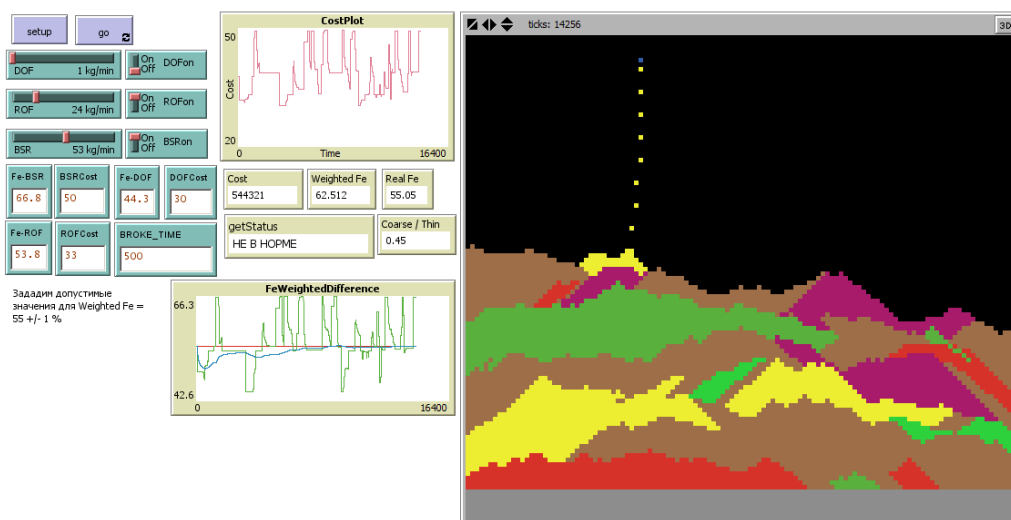 setup
go
DOF 1 kg/min
On
Off
DOFon
ROF 24 kg/min
On
Off
ROFon
BSR 53 kg/min
On
Off
BSRon
Fe-BSR
66.8
BSRCost
50
Fe-DOF
44.3
DOFCost
30
Fe-ROF
53.8
ROFCost
33
BROKE_TIME
500
Зададим допустимые
значения для Weighted Fe =
55 +/- 1 %
CostPlot
50
Cost
20
0
Time
16400
Cost
544321
Weighted Fe
62.512
Real Fe
55.05
getStatus
НЕ В НОРМЕ
Coarse / Thin
0.45
FeWeightedDifference
66.3
42.6
0
16400
ticks: 14256
3D